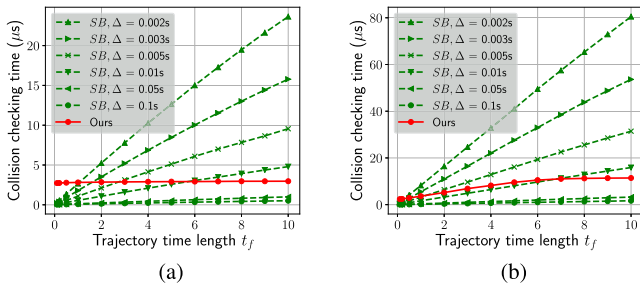 SB, Δ = 0.002s
SB, Δ = 0.003s
SB, Δ = 0.005s
SB, Δ = 0.01s
SB, Δ = 0.05s
SB, Δ = 0.1s
Ours
Collision checking time (μs)
20
10
5
0
0 2 4 6 8 10
Trajectory time length t_f
(a)
SB, Δ = 0.002s
SB, Δ = 0.003s
SB, Δ = 0.005s
SB, Δ = 0.01s
SB, Δ = 0.05s
SB, Δ = 0.1s
Ours
Collision checking time (μs)
80
60
40
20
0
0 2 4 6 8 10
Trajectory time length t_f
(b)